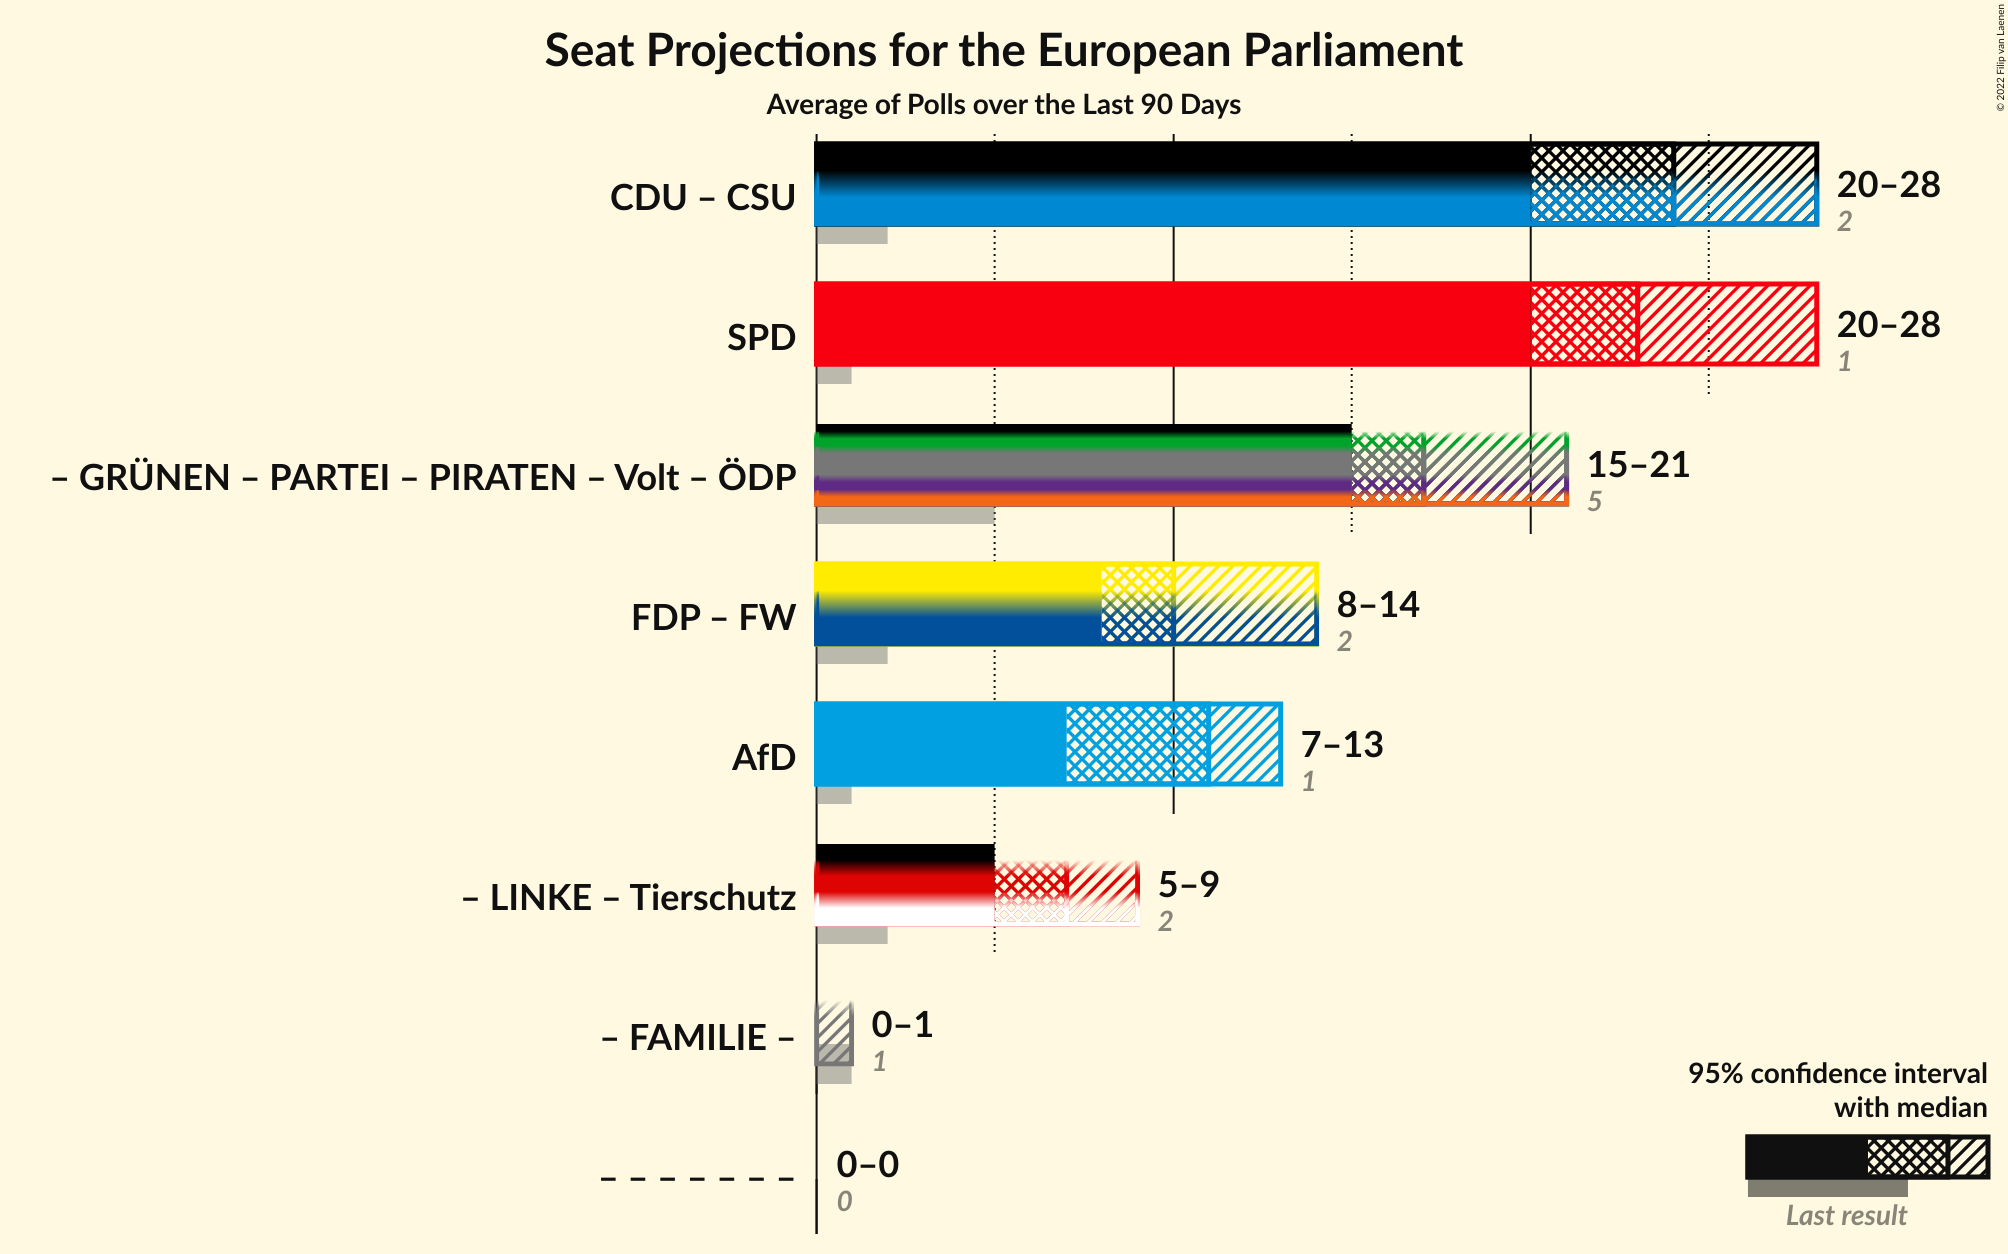 Seat Projections for the European Parliament
Average of Polls over the Last 90 Days
© 2022 Filip van Laenen
CDU – CSU
20–28
2
SPD
20–28
1
– GRÜNEN – PARTEI – PIRATEN – Volt – ÖDP
15–21
5
FDP – FW
8–14
2
AfD
7–13
1
– LINKE – Tierschutz
5–9
2
– FAMILIE –
0–1
1
– – – – – – –
0–0
0
95% confidence interval
with median
Last result